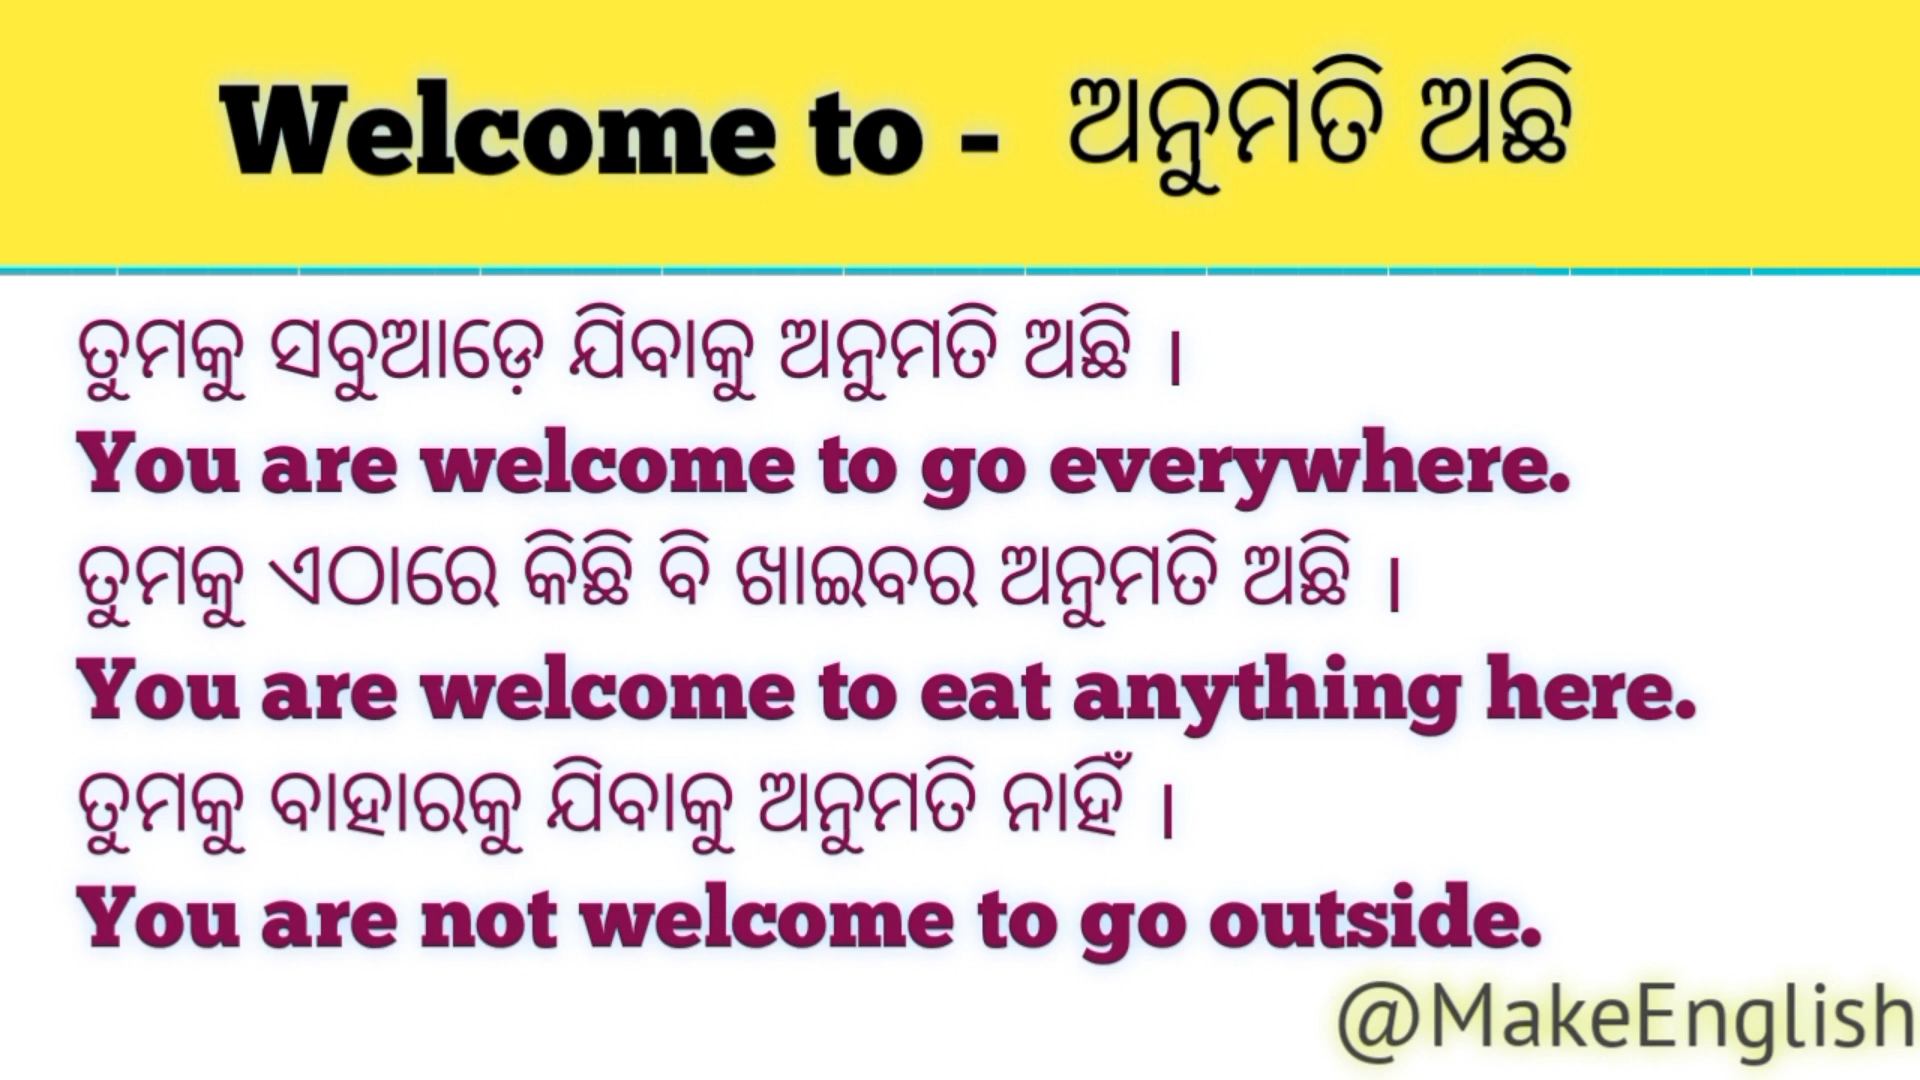 Welcome to - ଅନୁମତି ଅଛି
ତୁମକୁ ସବୁଆଡ଼େ ଯିବାକୁ ଅନୁମତି ଅଛି ।
You are welcome to go everywhere.
ତୁମକୁ ଏଠାରେ କିଛି ବି ଖାଇବର ଅନୁମତି ଅଛି ।
You are welcome to eat anything here.
ତୁମକୁ ବାହାରକୁ ଯିବାକୁ ଅନୁମତି ନାହିଁ ।
You are not welcome to go outside.
@MakeEnglish